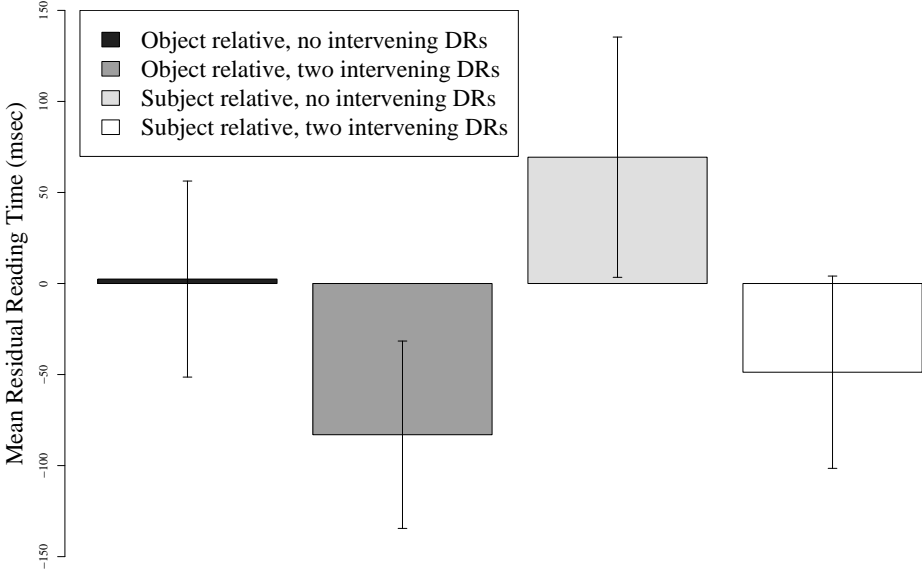 Object relative, no intervening DRs
Object relative, two intervening DRs
Subject relative, no intervening DRs
Subject relative, two intervening DRs
Mean Residual Reading Time (msec)
150
100
50
0
−50
−100
−150